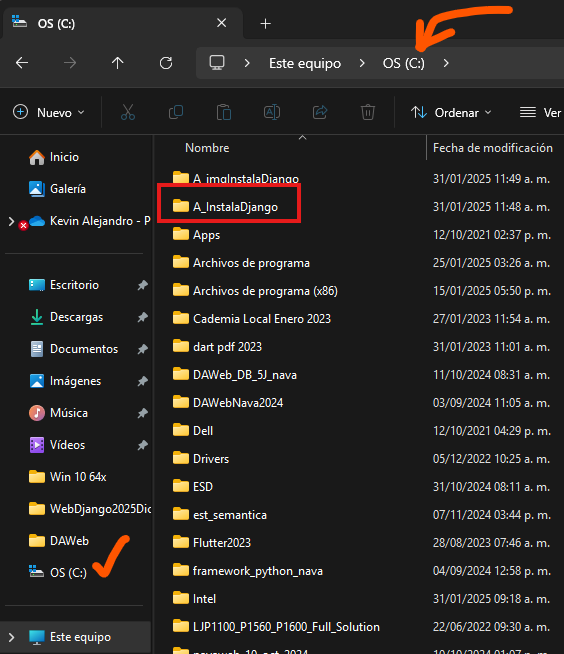 OS (C:)
Este equipo
OS (C:)
Nuevo
Ordenar
Ver
Nombre
Fecha de modificación
Inicio
Galería
Kevin Alejandro - P
Escritorio
Descargas
Documentos
Imágenes
Música
Vídeos
Win 10 64x
WebDjango2025Dic
DAWeb
OS (C:)
Este equipo
A_imgInstalaDjango 31/01/2025 11:49 a. m.
A_InstalaDjango 31/01/2025 11:48 a. m.
Apps 12/10/2021 02:37 p. m.
Archivos de programa 25/01/2025 03:26 a. m.
Archivos de programa (x86) 15/01/2025 05:50 p. m.
Cademia Local Enero 2023 27/01/2023 11:54 a. m.
dart pdf 2023 31/01/2023 11:01 a. m.
DAWeb_DB_5J_nava 11/10/2024 08:31 a. m.
DAWebNava2024 03/09/2024 11:05 a. m.
Dell 12/10/2021 04:29 p. m.
Drivers 05/12/2022 10:25 a. m.
ESD 31/10/2024 08:11 a. m.
est_semantica 07/11/2024 03:44 p. m.
Flutter2023 28/08/2023 07:46 a. m.
framework_python_nava 04/09/2024 12:58 p. m.
Intel 31/01/2025 09:18 a. m.
LJP1100_P1560_P1600_Full_Solution 22/06/2022 09:30 a. m.